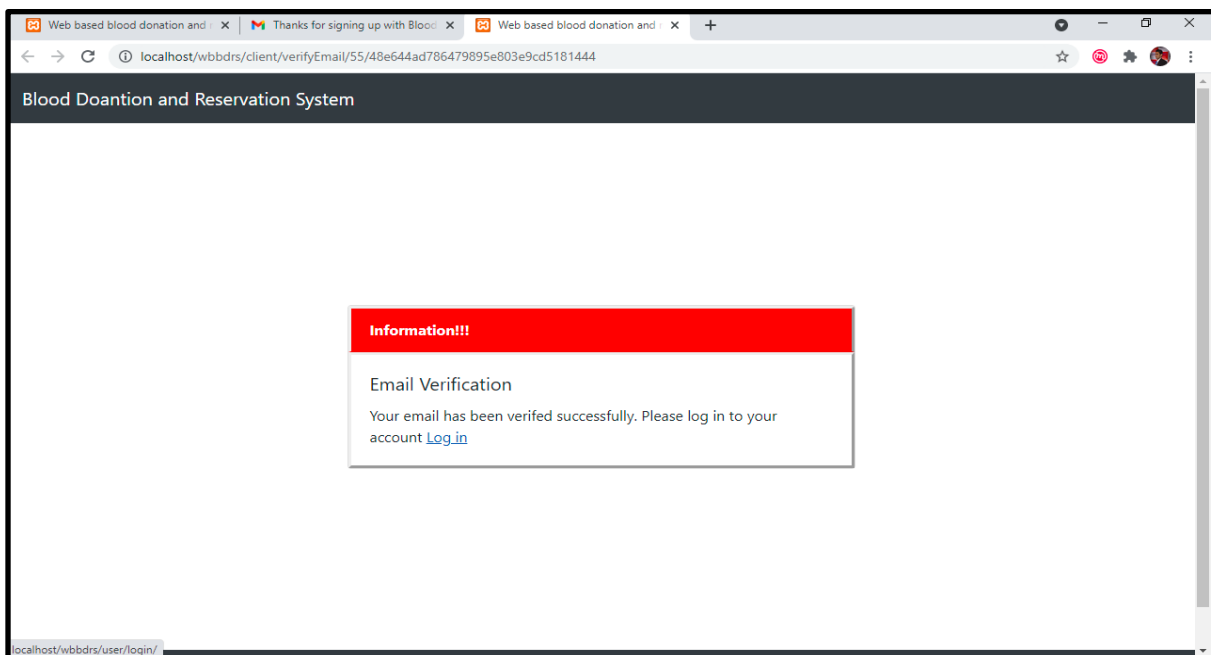 Web based blood donation and r
Thanks for signing up with Blood
Web based blood donation and r
localhost/wbbdrs/client/verifyEmail/55/48e644ad786479895e803e9cd5181444
Blood Doantion and Reservation System
Information!!!
Email Verification
Your email has been verifed successfully. Please log in to your
account Log in
localhost/wbbdrs/user/login/